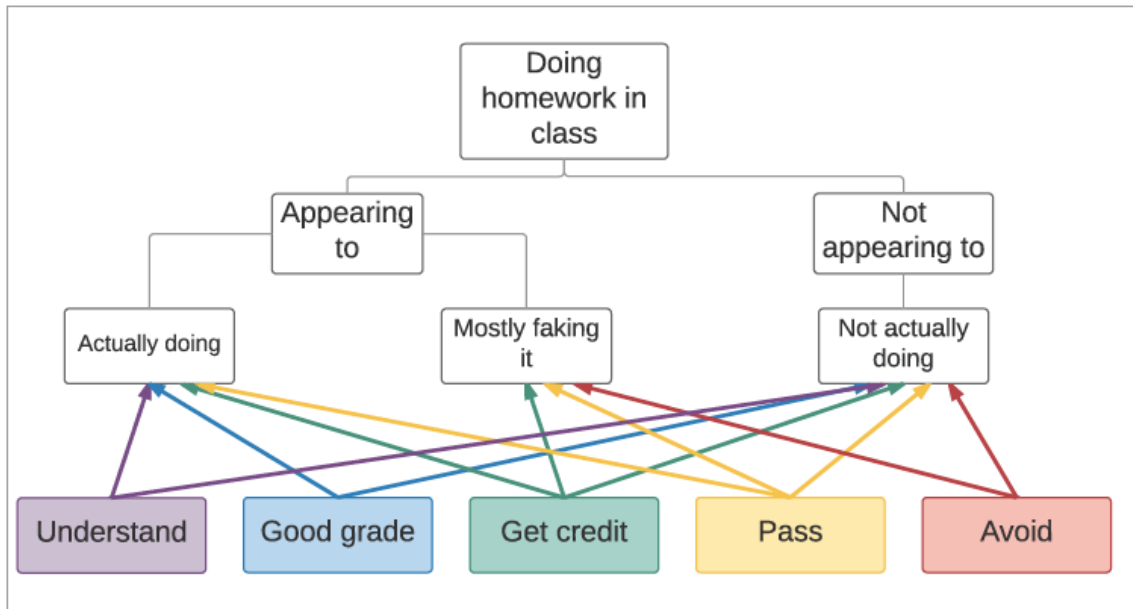 Doing
homework in
class
Appearing
to
Not
appearing to
Actually doing
Mostly faking
it
Not actually
doing
Understand
Good grade
Get credit
Pass
Avoid